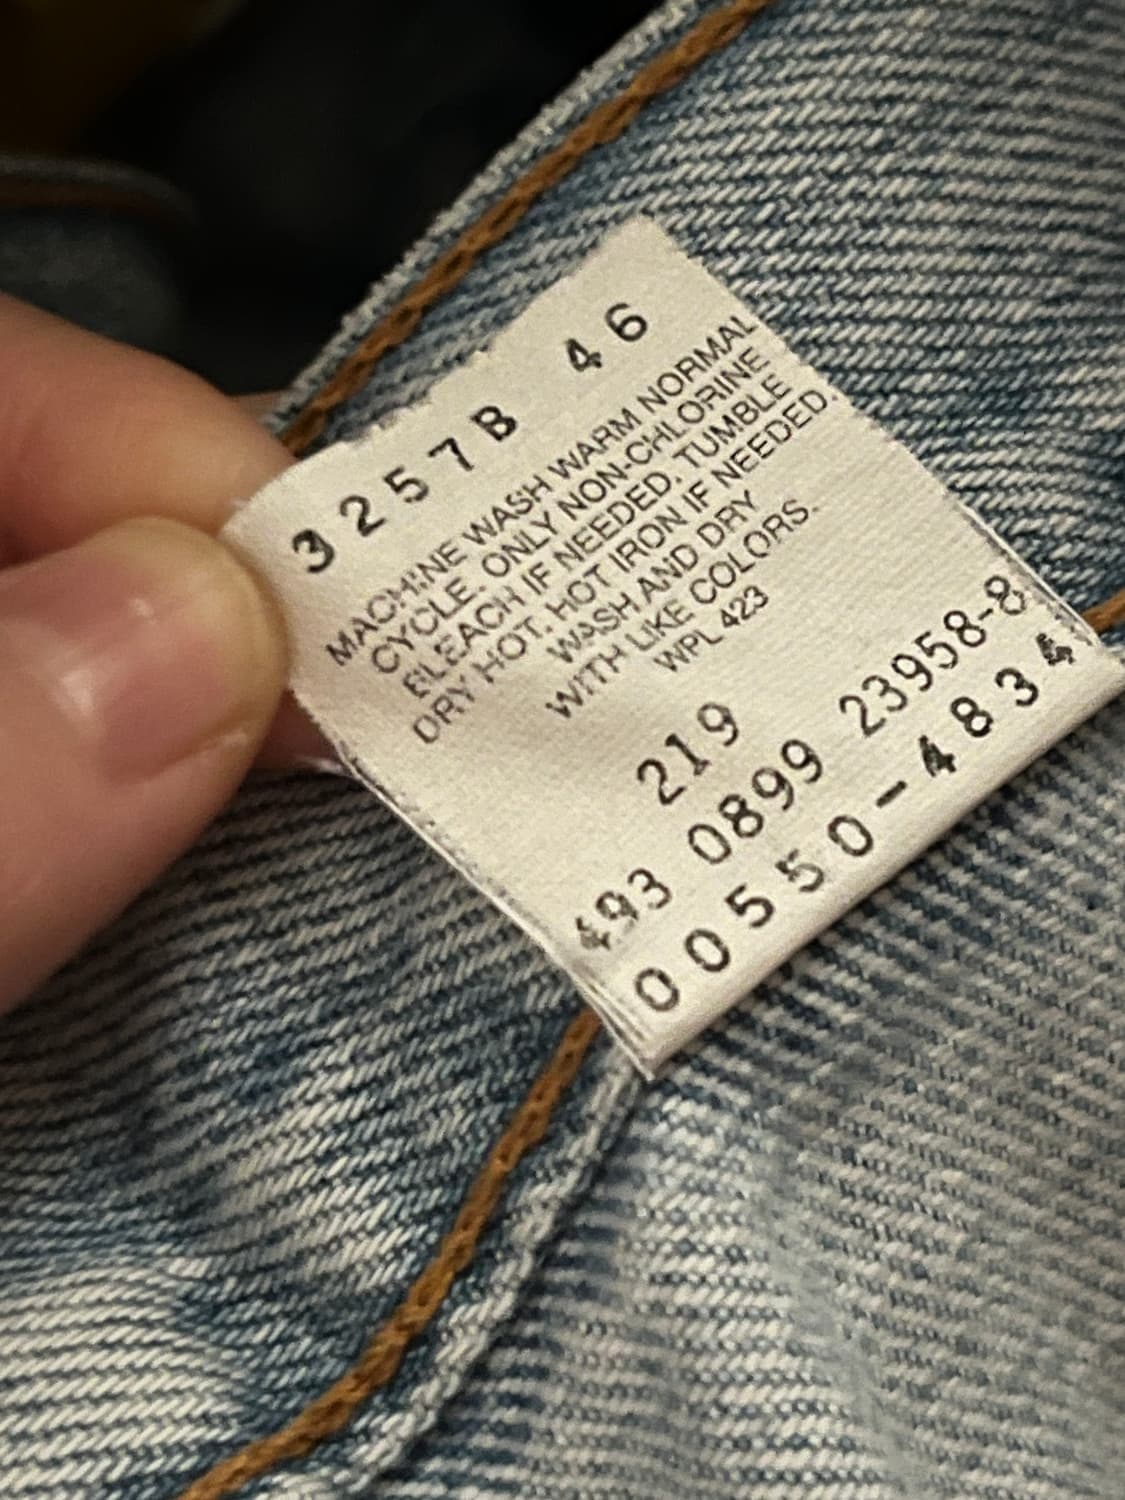 3257B 46
MACHINE WASH WARM NORMAL
CYCLE. ONLY NON-CHLORINE
BLEACH IF NEEDED. TUMBLE
DRY HOT. HOT IRON IF NEEDED.
WASH AND DRY
WITH LIKE COLORS.
WPL 423
219
493 0899 23958-8
00550-4834